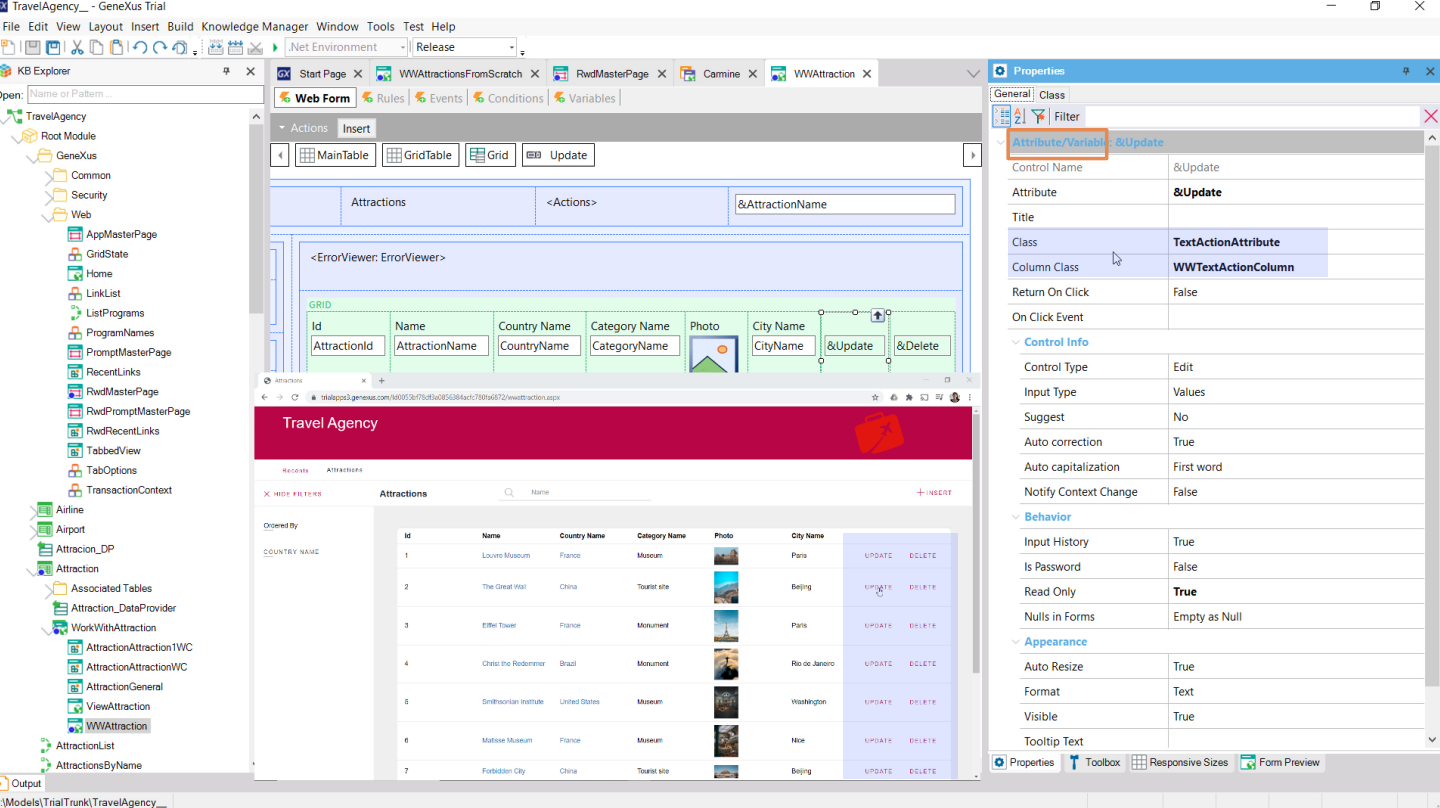 TravelAgency__ - GeneXus Trial
File Edit View Layout Insert Build Knowledge Manager Window Tools Test Help
.Net Environment Release
KB Explorer
Open: Name or Pattern ...
TravelAgency
Root Module
GeneXus
Common
Security
Web
AppMasterPage
GridState
Home
LinkList
ListPrograms
ProgramNames
PromptMasterPage
RecentLinks
RwdMasterPage
RwdPromptMasterPage
RwdRecentLinks
TabbedView
TabOptions
TransactionContext
Airline
Airport
Attracion_DP
Attraction
Associated Tables
Attraction_DataProvider
WorkWithAttraction
AttractionAttraction1WC
AttractionAttractionWC
AttractionGeneral
ViewAttraction
WWAttraction
AttractionList
AttractionsByName
Output
:\Models\TrialTrunk\TravelAgency__
Start Page WWAttractionsFromScratch RwdMasterPage Carmine WWAttraction
Web Form Rules Events Conditions Variables
Actions Insert
MainTable GridTable Grid Update
Attractions <Actions> &AttractionName
<ErrorViewer: ErrorViewer>
GRID
Id Name Country Name Category Name Photo City Name
AttractionId AttractionName CountryName CategoryName CityName &Update &Delete
Attractions
trialapps3.genexus.com/Id0055bf78df3a0856384acfc780fa6872/wwattraction.aspx
Travel Agency
Recents Attractions
HIDE FILTERS Attractions Name INSERT
Ordered By
COUNTRY NAME
Id Name Country Name Category Name Photo City Name
1 Louvre Museum France Museum Paris UPDATE DELETE
2 The Great Wall China Tourist site Beijing UPDATE DELETE
3 Eiffel Tower France Monument Paris UPDATE DELETE
4 Christ the Redemmer Brazil Monument Rio de Janeiro UPDATE DELETE
5 Smithsonian Institute United States Museum Washington UPDATE DELETE
6 Matisse Museum France Museum Nice UPDATE DELETE
7 Forbidden City China Tourist site Beijing UPDATE DELETE
Properties
General Class
Filter
Attribute/Variable: &Update
Control Name &Update
Attribute &Update
Title
Class TextActionAttribute
Column Class WWTextActionColumn
Return On Click False
On Click Event
Control Info
Control Type Edit
Input Type Values
Suggest No
Auto correction True
Auto capitalization First word
Notify Context Change False
Behavior
Input History True
Is Password False
Read Only True
Nulls in Forms Empty as Null
Appearance
Auto Resize True
Format Text
Visible True
Tooltip Text
Properties Toolbox Responsive Sizes Form Preview